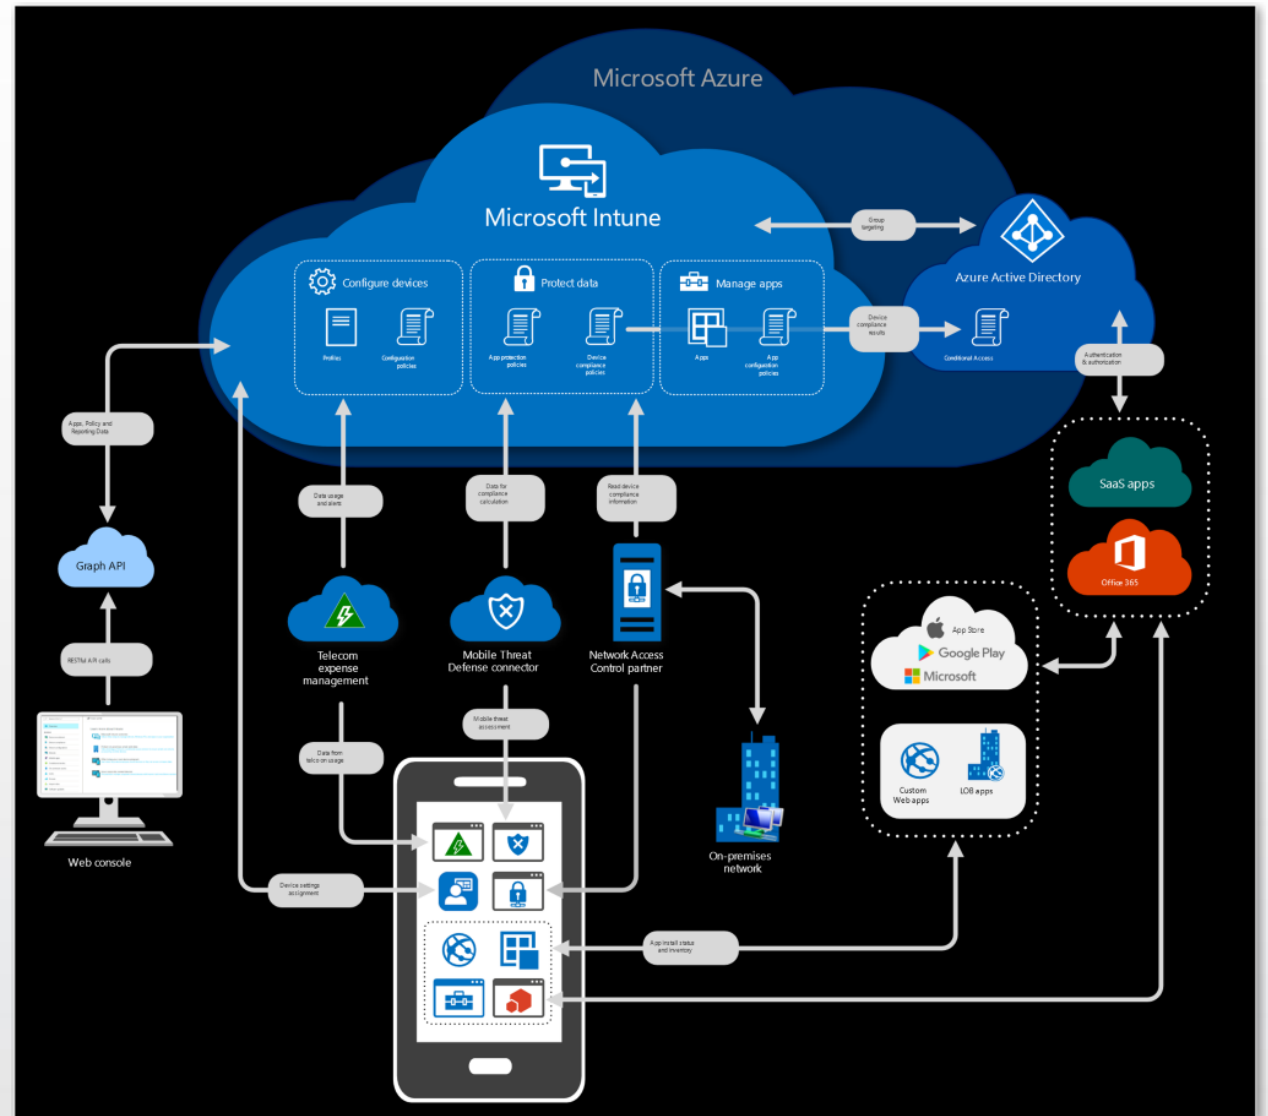 Microsoft Azure
Microsoft Intune
Group
targeting
Azure Active Directory
Configure devices
Protect data
Manage apps
Profiles
Configuration
policies
App protection
policies
Device
compliance
policies
Apps
App
configuration
policies
Device
compliance
results
Conditional Access
Authentication
& authorization
Apps, Policy and
Reporting Data
Data usage
and alerts
Data for
compliance
calculation
Read device
compliance
information
SaaS apps
Office 365
Graph API
RESTful API calls
Telecom
expense
management
Mobile Threat
Defense connector
Network Access
Control partner
App Store
Google Play
Microsoft
Mobile threat
assessment
Data from
telco on usage
Custom
Web apps
LOB apps
Web console
On-premises
network
Device settings
assignment
App install status
and inventory